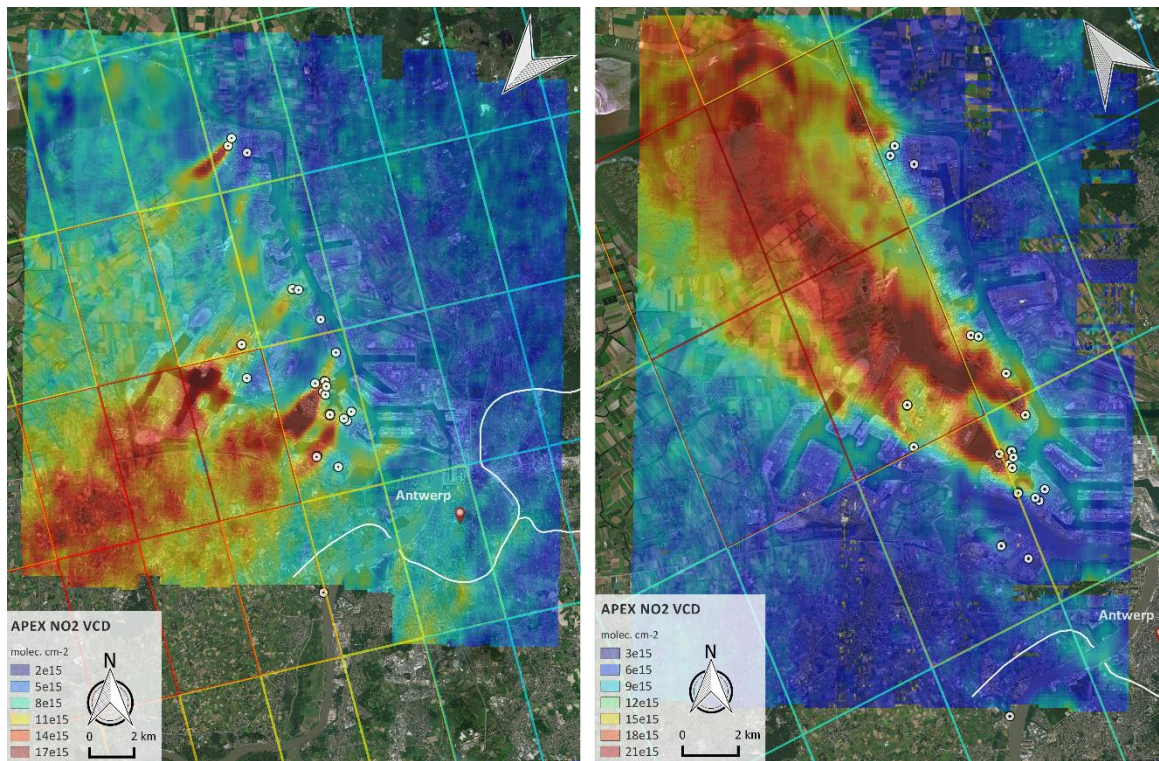 Antwerp
APEX NO2 VCD
molec. cm-2
2e15
5e15
8e15
11e15
14e15
17e15
N
0 2 km
Antwerp
APEX NO2 VCD
molec. cm-2
3e15
6e15
9e15
12e15
15e15
18e15
21e15
N
0 2 km